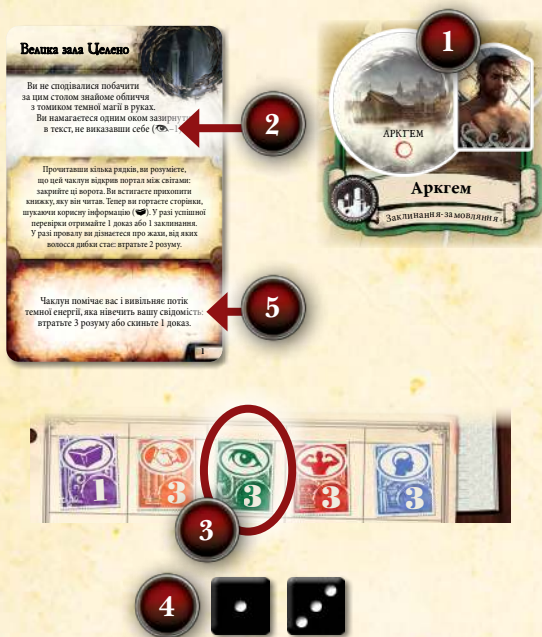 Велика зала Целено
Ви не сподівалися побачити
за цим столом знайоме обличчя
з томиком темної магії в руках.
Ви намагаєтеся одним оком зазирнути
в текст, не виказавши себе (–1
Прочитавши кілька рядків, ви розумієте,
що цей чаклун відкрив портал між світами:
закрийте ці ворота. Ви встигаєте прихопити
книжку, яку він читав. Тепер ви гортаєте сторінки,
шукаючи корисну інформацію ( ). У разі успішної
перевірки отримайте 1 доказ або 1 заклинання.
У разі провалу ви дізнаєтеся про жахи, від яких
волосся дибки стає: втратьте 2 розуму.
Чаклун помічає вас і вивільняє потік
темної енергії, яка нівечить вашу свідомість:
втратьте 3 розуму або скиньте 1 доказ.
1
2
5
1
АРКГЕМ
Аркгем
Заклинання-замовляння
1
3
3
3
3
3
4